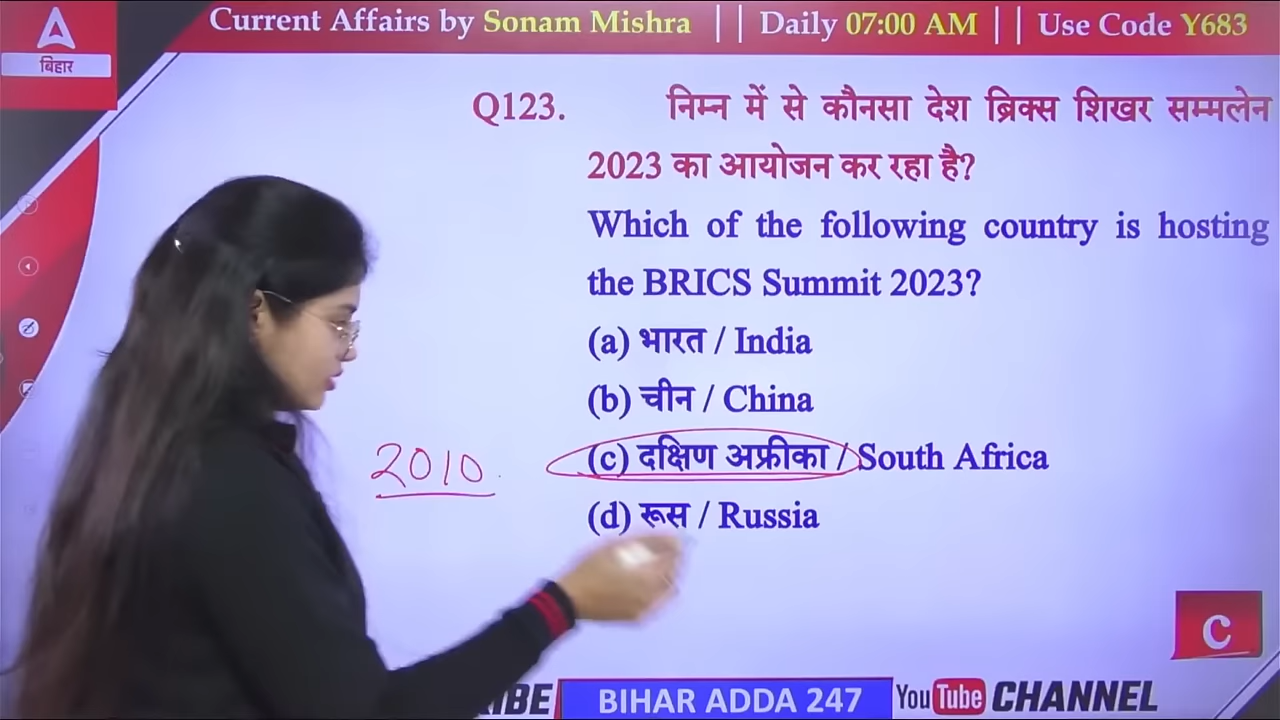 Current Affairs by Sonam Mishra || Daily 07:00 AM || Use Code Y683
बिहार
Q123. निम्न में से कौनसा देश ब्रिक्स शिखर सम्मलेन
2023 का आयोजन कर रहा है?
Which of the following country is hosting
the BRICS Summit 2023?
(a) भारत / India
(b) चीन / China
2010 (c) दक्षिण अफ्रीका / South Africa
(d) रूस / Russia
C
BIHAR ADDA 247 YouTube CHANNEL